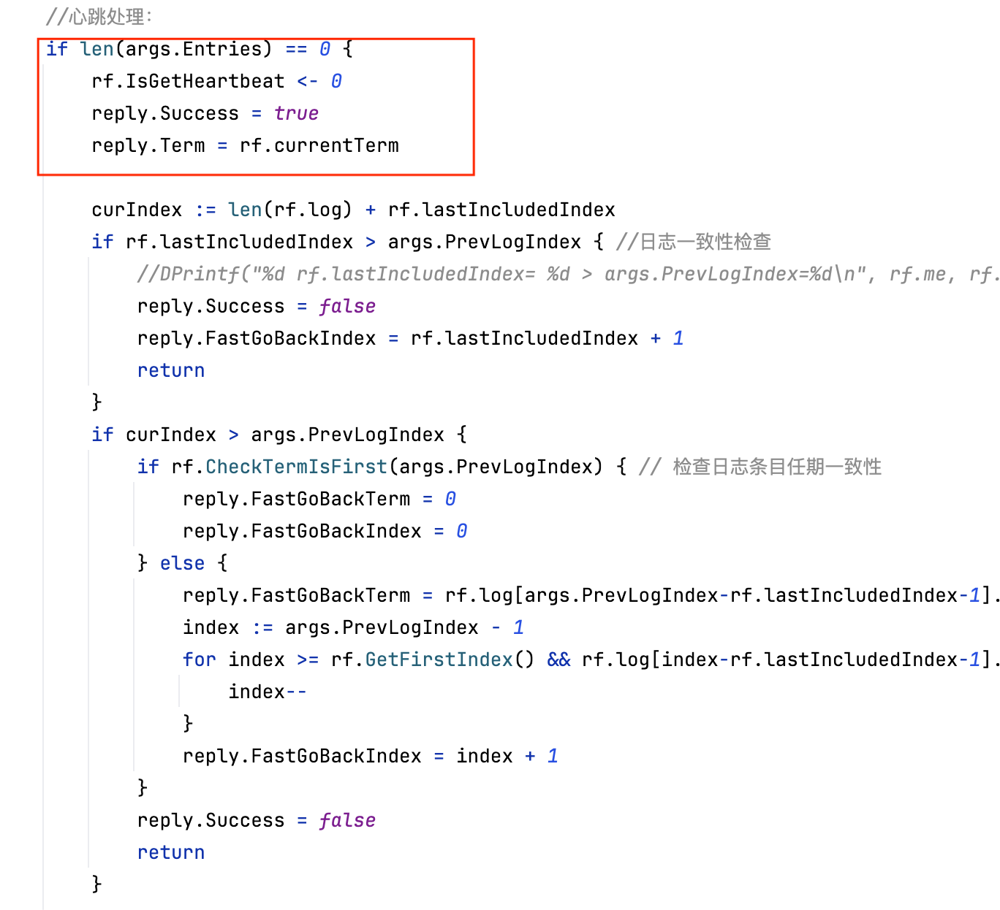 //心跳处理：
if len(args.Entries) == 0 {
rf.IsGetHeartbeat <- 0
reply.Success = true
reply.Term = rf.currentTerm
curIndex := len(rf.log) + rf.lastIncludedIndex
if rf.lastIncludedIndex > args.PrevLogIndex { //日志一致性检查
//DPrintf("%d rf.lastIncludedIndex= %d > args.PrevLogIndex=%d\n", rf.me, rf.
reply.Success = false
reply.FastGoBackIndex = rf.lastIncludedIndex + 1
return
}
if curIndex > args.PrevLogIndex {
if rf.CheckTermIsFirst(args.PrevLogIndex) { // 检查日志条目任期一致性
reply.FastGoBackTerm = 0
reply.FastGoBackIndex = 0
} else {
reply.FastGoBackTerm = rf.log[args.PrevLogIndex-rf.lastIncludedIndex-1].
index := args.PrevLogIndex - 1
for index >= rf.GetFirstIndex() && rf.log[index-rf.lastIncludedIndex-1].
index--
}
reply.FastGoBackIndex = index + 1
}
reply.Success = false
return
}